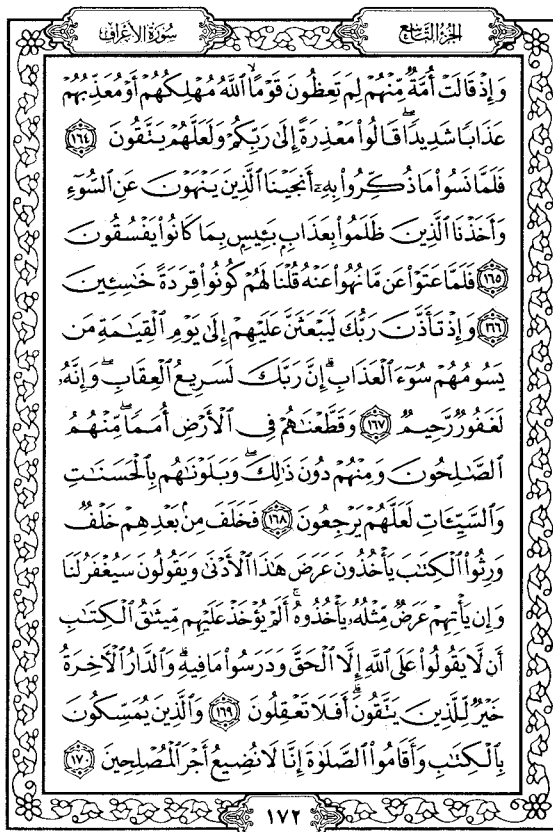 سُورَةُ الأَعْرَافِ
الجزء التاسع
وَإِذْ قَالَتْ أُمَّةٌ مِّنْهُمْ لِمَ تَعِظُونَ قَوْمًا ۙ ٱللَّهُ مُهْلِكُهُمْ أَوْ مُعَذِّبُهُمْ
عَذَابًا شَدِيدًا ۖ قَالُوا۟ مَعْذِرَةً إِلَىٰ رَبِّكُمْ وَلَعَلَّهُمْ يَتَّقُونَ ١٦٤
فَلَمَّا نَسُوا۟ مَا ذُكِّرُوا۟ بِهِۦٓ أَنجَيْنَا ٱلَّذِينَ يَنْهَوْنَ عَنِ ٱلسُّوٓءِ
وَأَخَذْنَا ٱلَّذِينَ ظَلَمُوا۟ بِعَذَابٍۭ بَـِٔيسٍۭ بِمَا كَانُوا۟ يَفْسُقُونَ
١٦٥ فَلَمَّا عَتَوْا۟ عَن مَّا نُهُوا۟ عَنْهُ قُلْنَا لَهُمْ كُونُوا۟ قِرَدَةً خَٰسِـِٔينَ
١٦٦ وَإِذْ تَأَذَّنَ رَبُّكَ لَيَبْعَثَنَّ عَلَيْهِمْ إِلَىٰ يَوْمِ ٱلْقِيَٰمَةِ مَن
يَسُومُهُمْ سُوٓءَ ٱلْعَذَابِ ۗ إِنَّ رَبَّكَ لَسَرِيعُ ٱلْعِقَابِ ۖ وَإِنَّهُۥ
لَغَفُورٌ رَّحِيمٌ ١٦٧ وَقَطَّعْنَٰهُمْ فِى ٱلْأَرْضِ أُمَمًا ۖ مِّنْهُمُ
ٱلصَّٰلِحُونَ وَمِنْهُمْ دُونَ ذَٰلِكَ ۖ وَبَلَوْنَٰهُم بِٱلْحَسَنَٰتِ
وَٱلسَّيِّـَٔاتِ لَعَلَّهُمْ يَرْجِعُونَ ١٦٨ فَخَلَفَ مِنۢ بَعْدِهِمْ خَلْفٌ
وَرِثُوا۟ ٱلْكِتَٰبَ يَأْخُذُونَ عَرَضَ هَٰذَا ٱلْأَدْنَىٰ وَيَقُولُونَ سَيُغْفَرُ لَنَا
وَإِن يَأْتِهِمْ عَرَضٌ مِّثْلُهُۥ يَأْخُذُوهُ ۚ أَلَمْ يُؤْخَذْ عَلَيْهِم مِّيثَٰقُ ٱلْكِتَٰبِ
أَن لَّا يَقُولُوا۟ عَلَى ٱللَّهِ إِلَّا ٱلْحَقَّ وَدَرَسُوا۟ مَا فِيهِ ۗ وَٱلدَّارُ ٱلْـَٔاخِرَةُ
خَيْرٌ لِّلَّذِينَ يَتَّقُونَ ۗ أَفَلَا تَعْقِلُونَ ١٦٩ وَٱلَّذِينَ يُمَسِّكُونَ
بِٱلْكِتَٰبِ وَأَقَامُوا۟ ٱلصَّلَوٰةَ إِنَّا لَا نُضِيعُ أَجْرَ ٱلْمُصْلِحِينَ ١٧٠
١٧٢